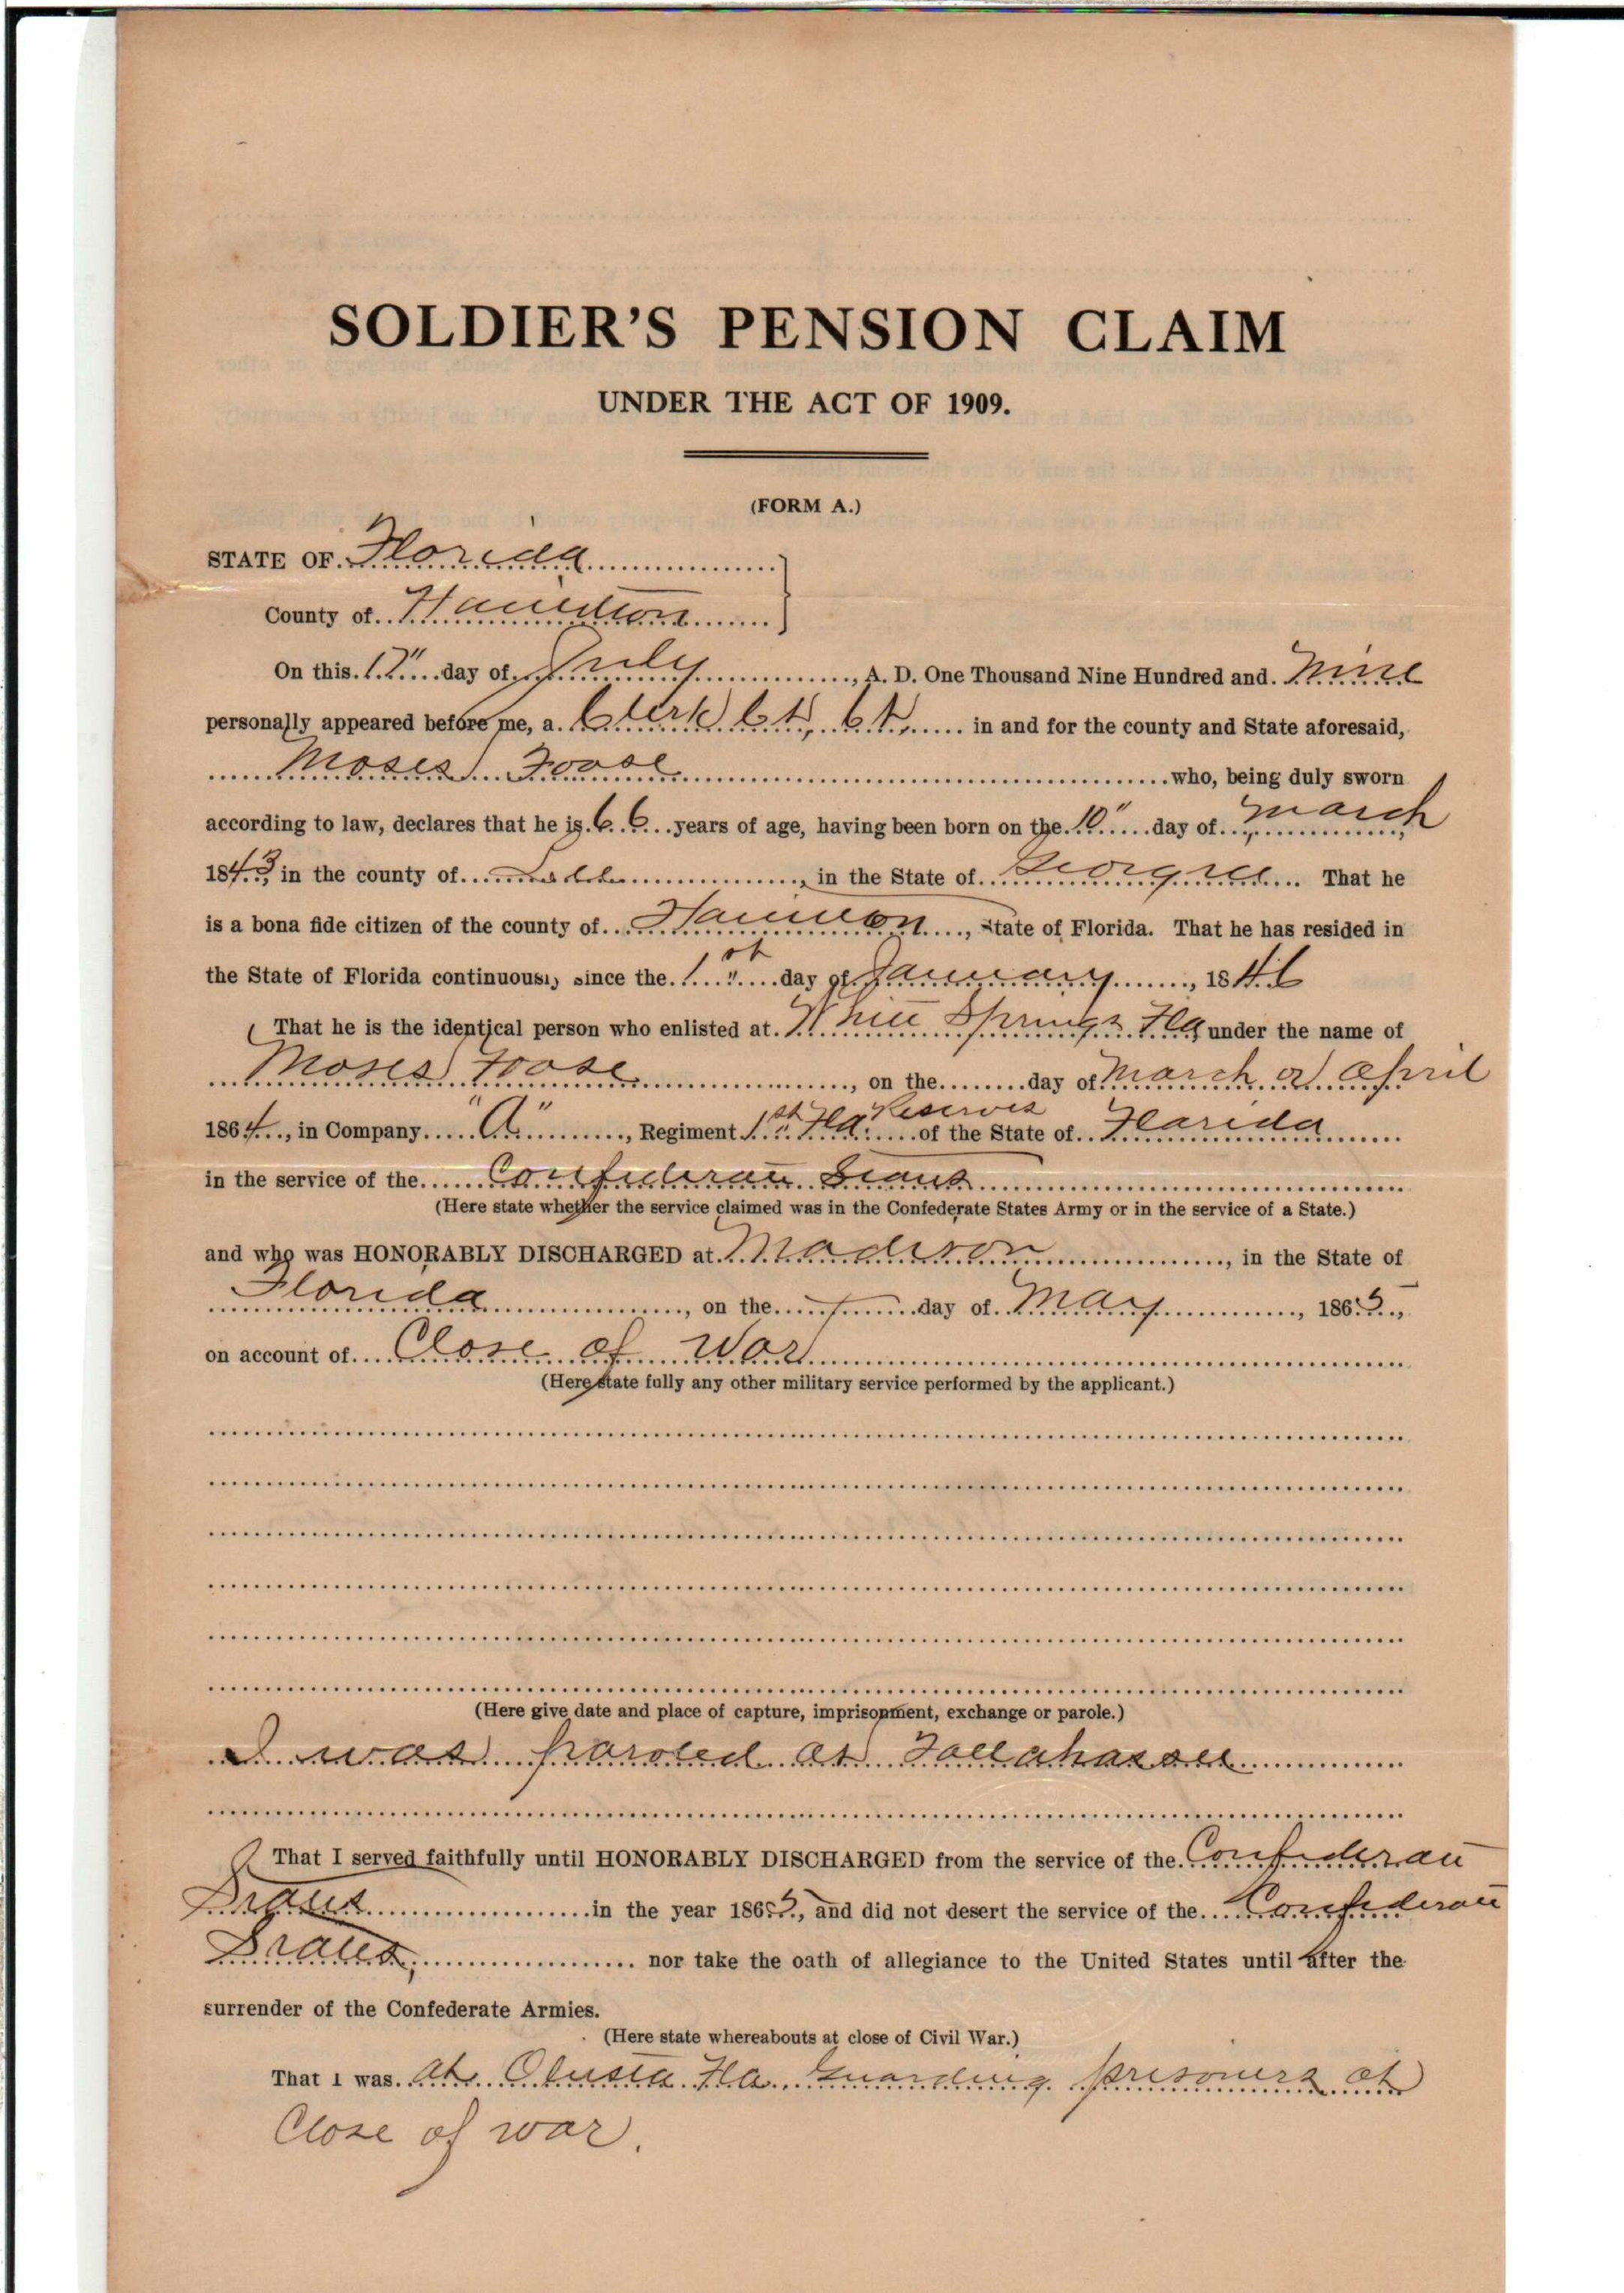 SOLDIER'S PENSION CLAIM
UNDER THE ACT OF 1909.
(FORM A.)
STATE OF Florida
County of Hamilton
On this 12" day of July, A. D. One Thousand Nine Hundred and Nine
personally appeared before me, a Clerk Ct, Ct, in and for the county and State aforesaid,
Moses Foose who, being duly sworn
according to law, declares that he is 66 years of age, having been born on the 10" day of March,
1843, in the county of, in the State of Georgia. That he
is a bona fide citizen of the county of Hamilton, State of Florida. That he has resided in
the State of Florida continuously since the 1st day of January, 1846
That he is the identical person who enlisted at White Springs Fla, under the name of
Moses Foose, on the day of March or April
1864, in Company "A", Regiment 1st Fla. Reserves of the State of Florida
in the service of the Confederate States
(Here state whether the service claimed was in the Confederate States Army or in the service of a State.)
and who was HONORABLY DISCHARGED at Madison, in the State of
Florida, on the day of May, 1865,
on account of Close of War
(Here state fully any other military service performed by the applicant.)
(Here give date and place of capture, imprisonment, exchange or parole.)
I was paroled at Tallahassee
That I served faithfully until HONORABLY DISCHARGED from the service of the Confederate
States in the year 1865, and did not desert the service of the Confederate
States, nor take the oath of allegiance to the United States until after the
surrender of the Confederate Armies.
(Here state whereabouts at close of Civil War.)
That I was at Olusta Fla. Guarding prisoners at
Close of war.